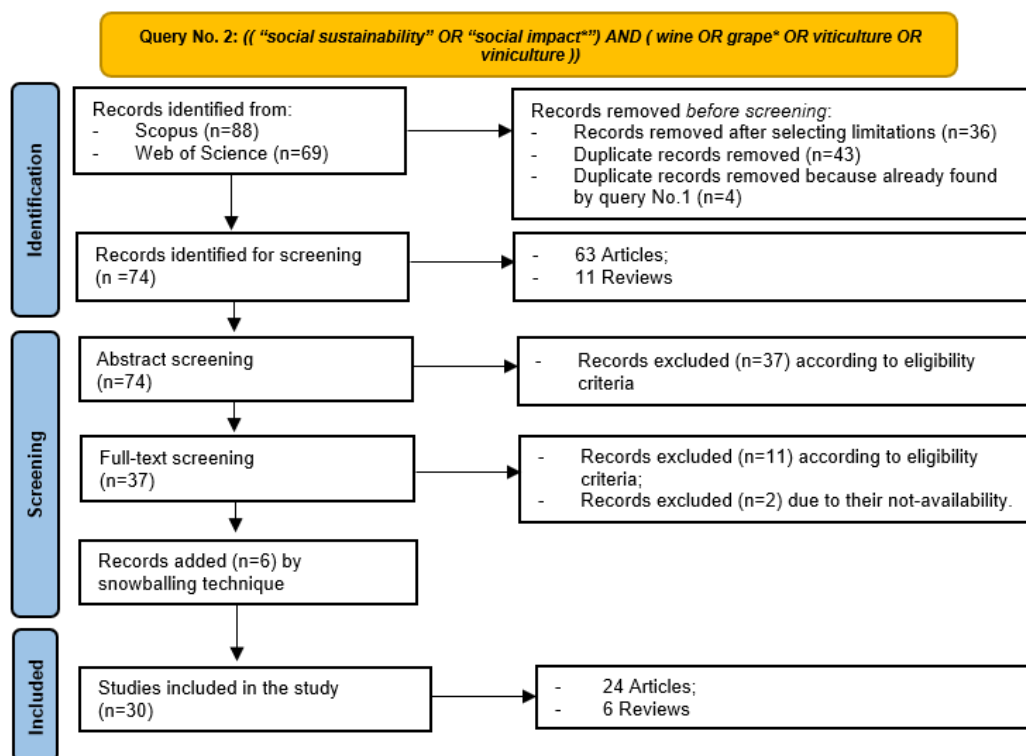 Query No. 2: (( “social sustainability” OR “social impact*”) AND ( wine OR grape* OR viticulture OR
viniculture ))
Identification
Records identified from:
- Scopus (n=88)
- Web of Science (n=69)
Records removed before screening:
- Records removed after selecting limitations (n=36)
- Duplicate records removed (n=43)
- Duplicate records removed because already found
by query No.1 (n=4)
Records identified for screening
(n =74)
- 63 Articles;
- 11 Reviews
Screening
Abstract screening
(n=74)
- Records excluded (n=37) according to eligibility
criteria
Full-text screening
(n=37)
- Records excluded (n=11) according to eligibility
criteria;
- Records excluded (n=2) due to their not-availability.
Records added (n=6) by
snowballing technique
Included
Studies included in the study
(n=30)
- 24 Articles;
- 6 Reviews